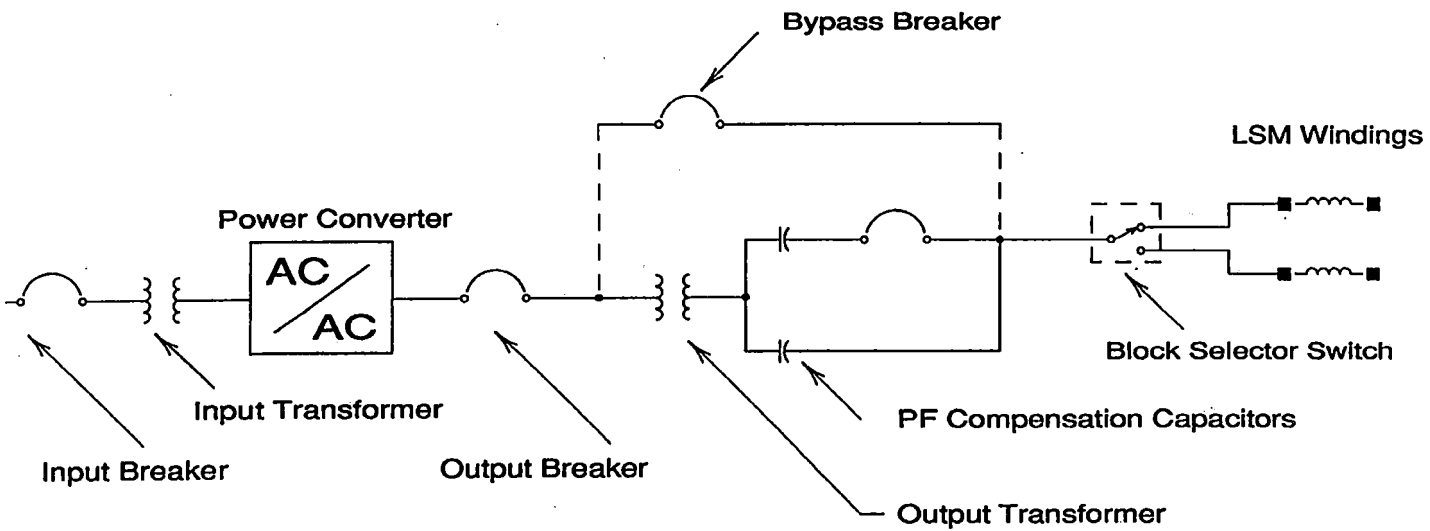 Bypass Breaker
LSM Windings
Power Converter
AC
AC
Block Selector Switch
Input Transformer
PF Compensation Capacitors
Input Breaker
Output Breaker
Output Transformer